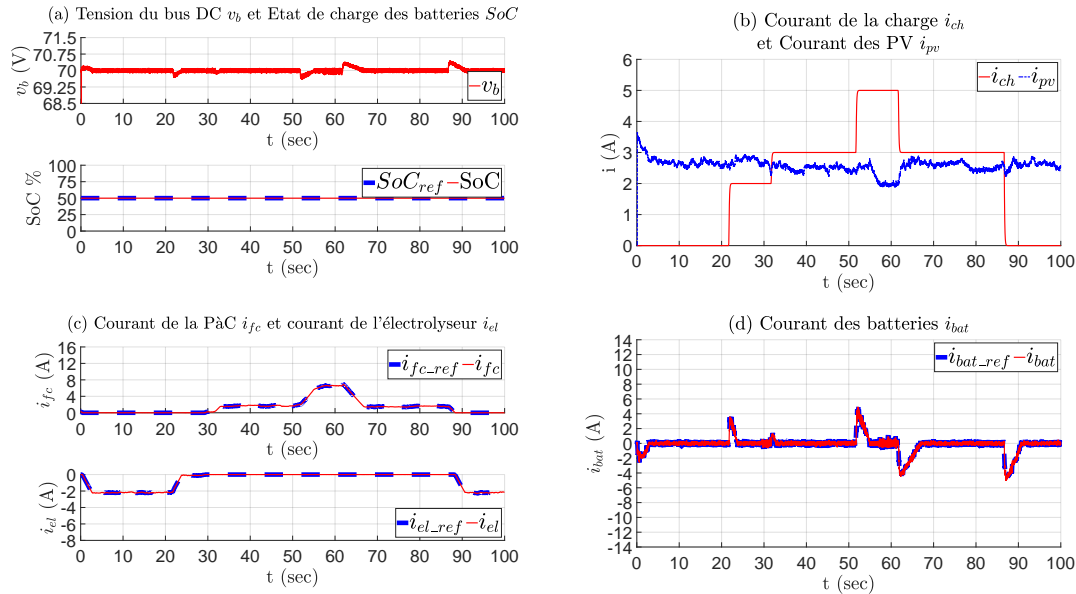 (a) Tension du bus DC v_b et Etat de charge des batteries SoC
71.5
70.75
70
69.25
68.5
v_b (V)
v_b
0 10 20 30 40 50 60 70 80 90 100
t (sec)
100
75
50
25
0
SoC %
SoC_ref SoC
0 10 20 30 40 50 60 70 80 90 100
t (sec)
(b) Courant de la charge i_ch
et Courant des PV i_pv
6
5
4
3
2
1
0
i (A)
i_ch i_pv
0 10 20 30 40 50 60 70 80 90 100
t (sec)
(c) Courant de la PàC i_fc et courant de l'électrolyseur i_el
16
12
8
4
0
i_fc (A)
i_fc_ref i_fc
0 10 20 30 40 50 60 70 80 90 100
t (sec)
0
-2
-4
-6
-8
i_el (A)
i_el_ref i_el
0 10 20 30 40 50 60 70 80 90 100
t (sec)
(d) Courant des batteries i_bat
14
12
10
8
6
4
2
0
-2
-4
-6
-8
-10
-12
-14
i_bat (A)
i_bat_ref i_bat
0 10 20 30 40 50 60 70 80 90 100
t (sec)